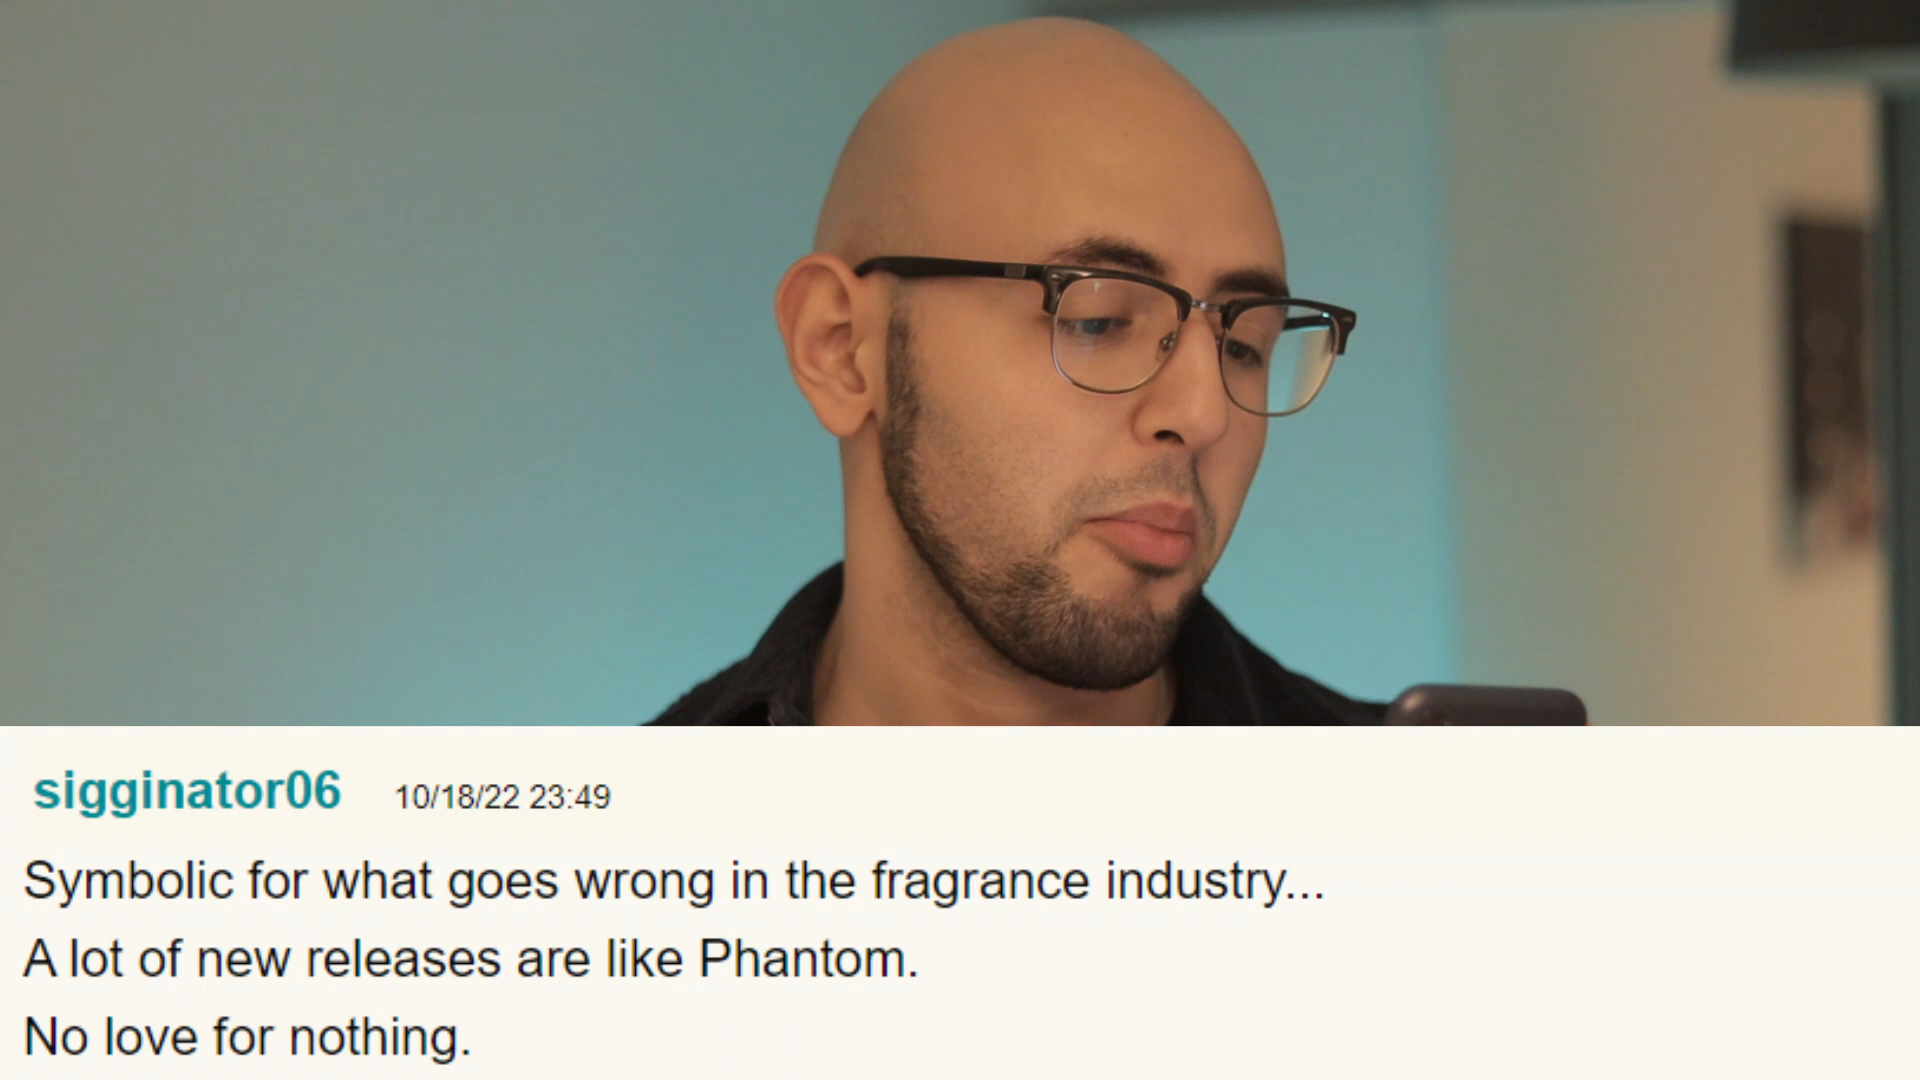 sigginator06 10/18/22 23:49
Symbolic for what goes wrong in the fragrance industry...
A lot of new releases are like Phantom.
No love for nothing.